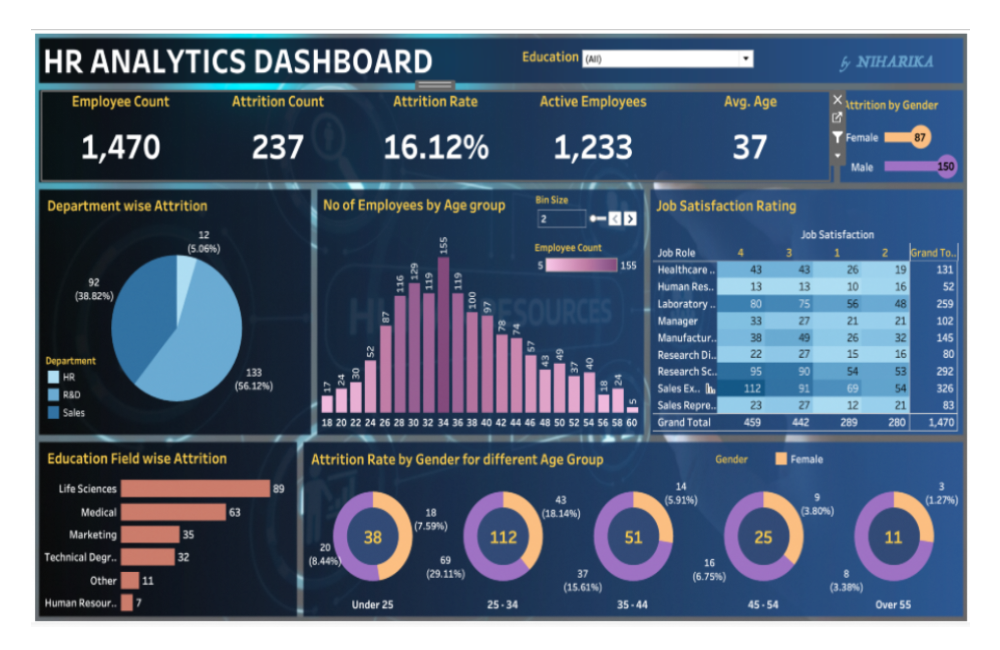 HR ANALYTICS DASHBOARD
Education (All)
by NIHARIKA
Employee Count
1,470
Attrition Count
237
Attrition Rate
16.12%
Active Employees
1,233
Avg. Age
37
Attrition by Gender
Female 87
Male 150
Department wise Attrition
12
(5.06%)
92
(38.82%)
133
(56.12%)
Department
HR
R&D
Sales
No of Employees by Age group
Bin Size
2
Employee Count
5 155
HU RESOURCES
17 24 30 52 87 116 129 119 155 119 100 97 78 74 57 43 49 37 40 18 24 5
18 20 22 24 26 28 30 32 34 36 38 40 42 44 46 48 50 52 54 56 58 60
Job Satisfaction Rating
Job Satisfaction
Job Role 4 3 1 2 Grand To..
Healthcare .. 43 43 26 19 131
Human Res.. 13 13 10 16 52
Laboratory .. 80 75 56 48 259
Manager 33 27 21 21 102
Manufactur.. 38 49 26 32 145
Research Di.. 22 27 15 16 80
Research Sc.. 95 90 54 53 292
Sales Ex.. 112 91 69 54 326
Sales Repre.. 23 27 12 21 83
Grand Total 459 442 289 280 1,470
Education Field wise Attrition
Life Sciences 89
Medical 63
Marketing 35
Technical Degr.. 32
Other 11
Human Resour.. 7
Attrition Rate by Gender for different Age Group
Gender Female
38
18
(7.59%)
20
(8.44%)
Under 25
112
43
(18.14%)
69
(29.11%)
25 - 34
51
14
(5.91%)
37
(15.61%)
35 - 44
25
9
(3.80%)
16
(6.75%)
45 - 54
11
3
(1.27%)
8
(3.38%)
Over 55